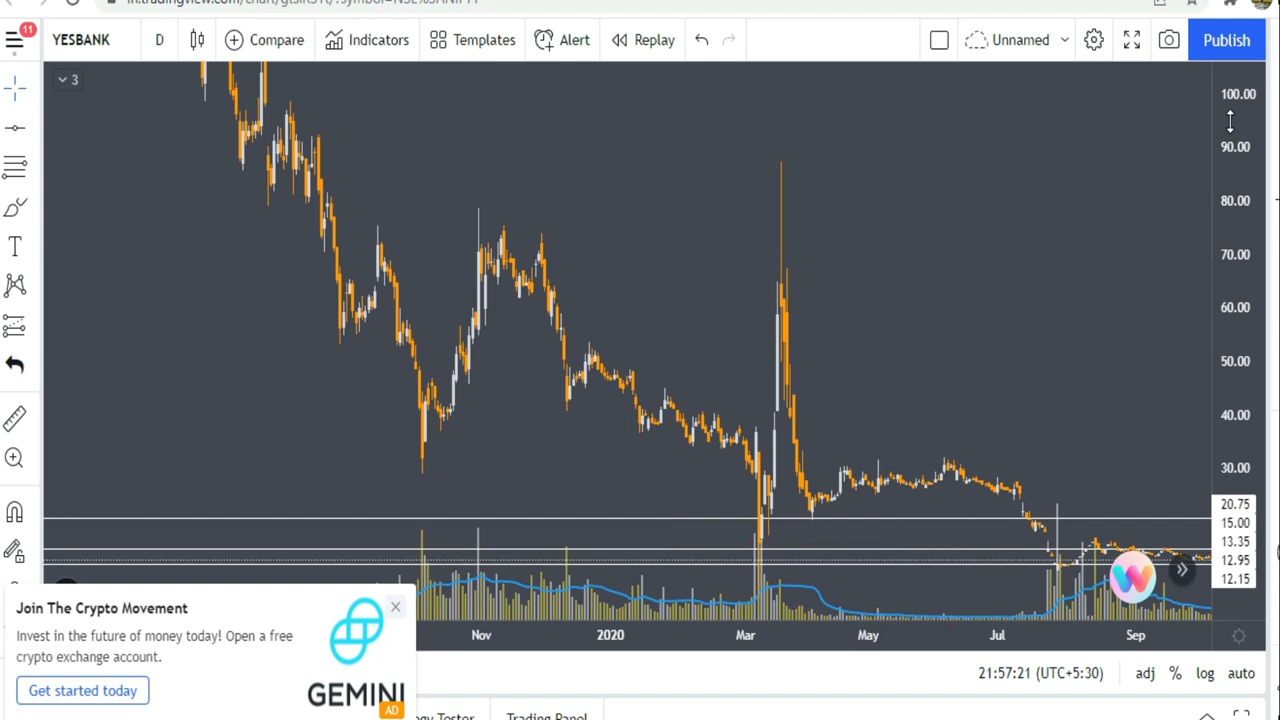 11
YESBANK
D
Compare
Indicators
Templates
Alert
Replay
Unnamed
Publish
3
100.00
90.00
80.00
70.00
60.00
50.00
40.00
30.00
20.75
15.00
13.35
12.95
12.15
Nov
2020
Mar
May
Jul
Sep
Join The Crypto Movement
Invest in the future of money today! Open a free
crypto exchange account.
Get started today
GEMINI
AD
21:57:21 (UTC+5:30)
adj
%
log
auto
Tester
Trading Panel